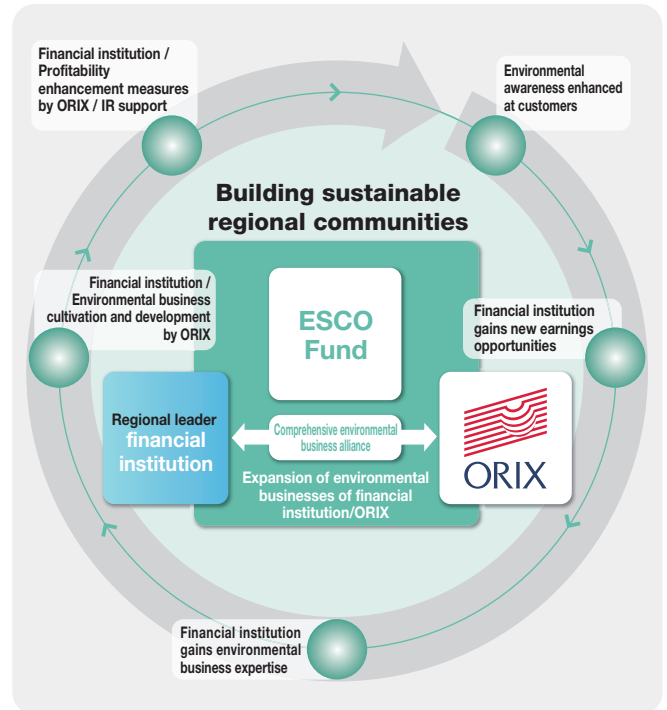 Financial institution /
Profitability
enhancement measures
by ORIX / IR support
Environmental
awareness enhanced
at customers
Building sustainable
regional communities
Financial institution /
Environmental business
cultivation and development
by ORIX
ESCO
Fund
Financial institution
gains new earnings
opportunities
Regional leader
financial
institution
Comprehensive environmental
business alliance
ORIX
Expansion of environmental
businesses of financial
institution/ORIX
Financial institution
gains environmental
business expertise